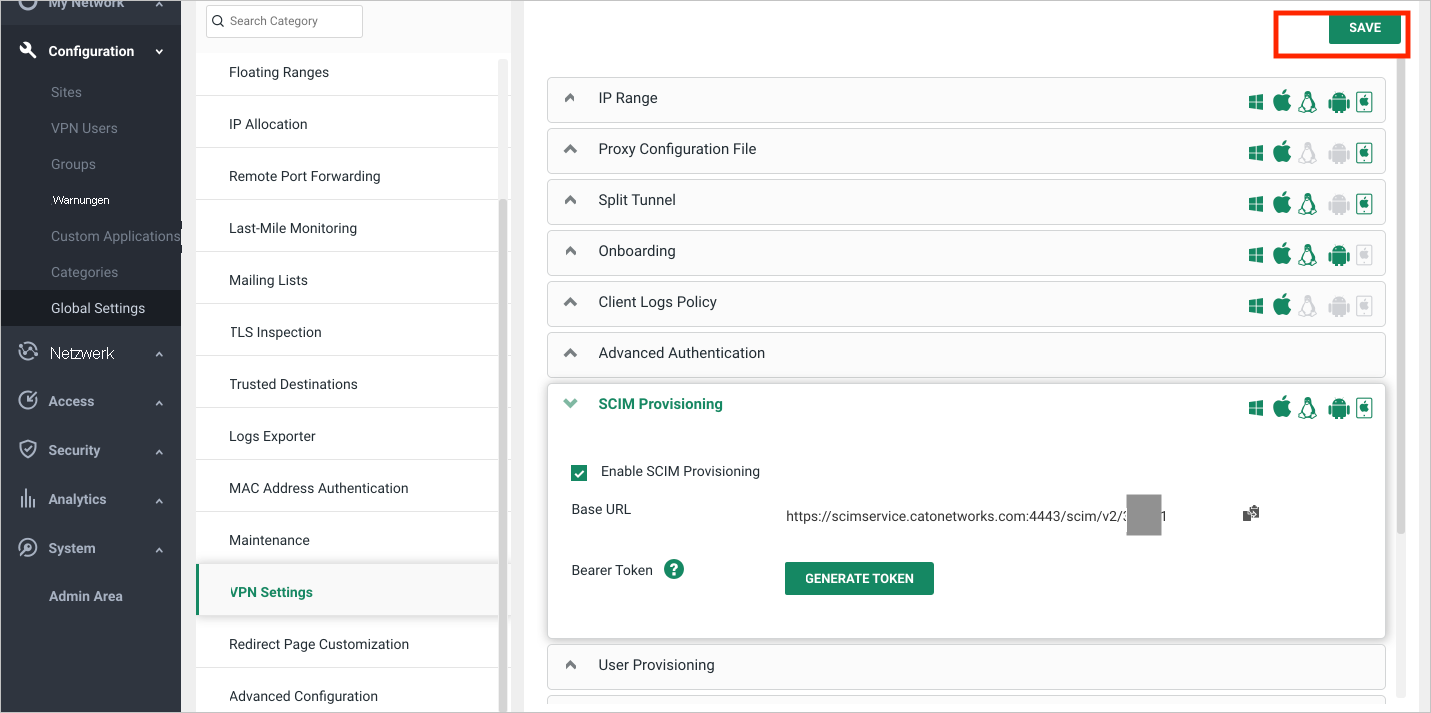 My Network
Configuration
Sites
VPN Users
Groups
Warnungen
Custom Applications
Categories
Global Settings
Netzwerk
Access
Security
Analytics
System
Admin Area
Search Category
Floating Ranges
IP Allocation
Remote Port Forwarding
Last-Mile Monitoring
Mailing Lists
TLS Inspection
Trusted Destinations
Logs Exporter
MAC Address Authentication
Maintenance
VPN Settings
Redirect Page Customization
Advanced Configuration
SAVE
IP Range
Proxy Configuration File
Split Tunnel
Onboarding
Client Logs Policy
Advanced Authentication
SCIM Provisioning
Enable SCIM Provisioning
Base URL
https://scimservice.catonetworks.com:4443/scim/v2/
Bearer Token ?
GENERATE TOKEN
User Provisioning